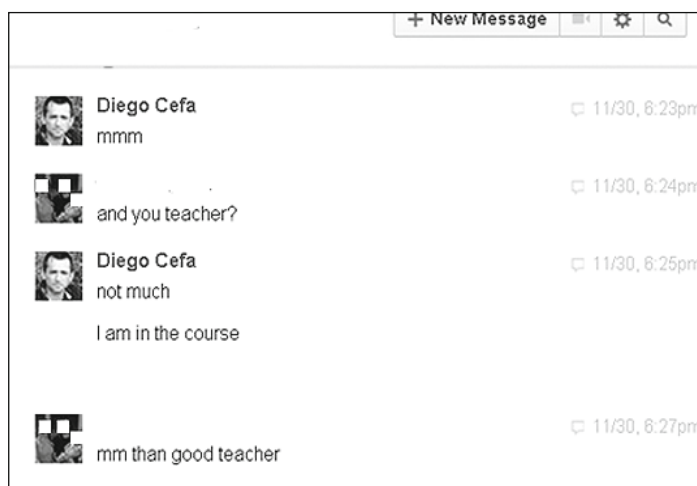 + New Message
Diego Cefa
11/30, 6:23pm
mmm
11/30, 6:24pm
and you teacher?
Diego Cefa
11/30, 6:25pm
not much
I am in the course
11/30, 6:27pm
mm than good teacher